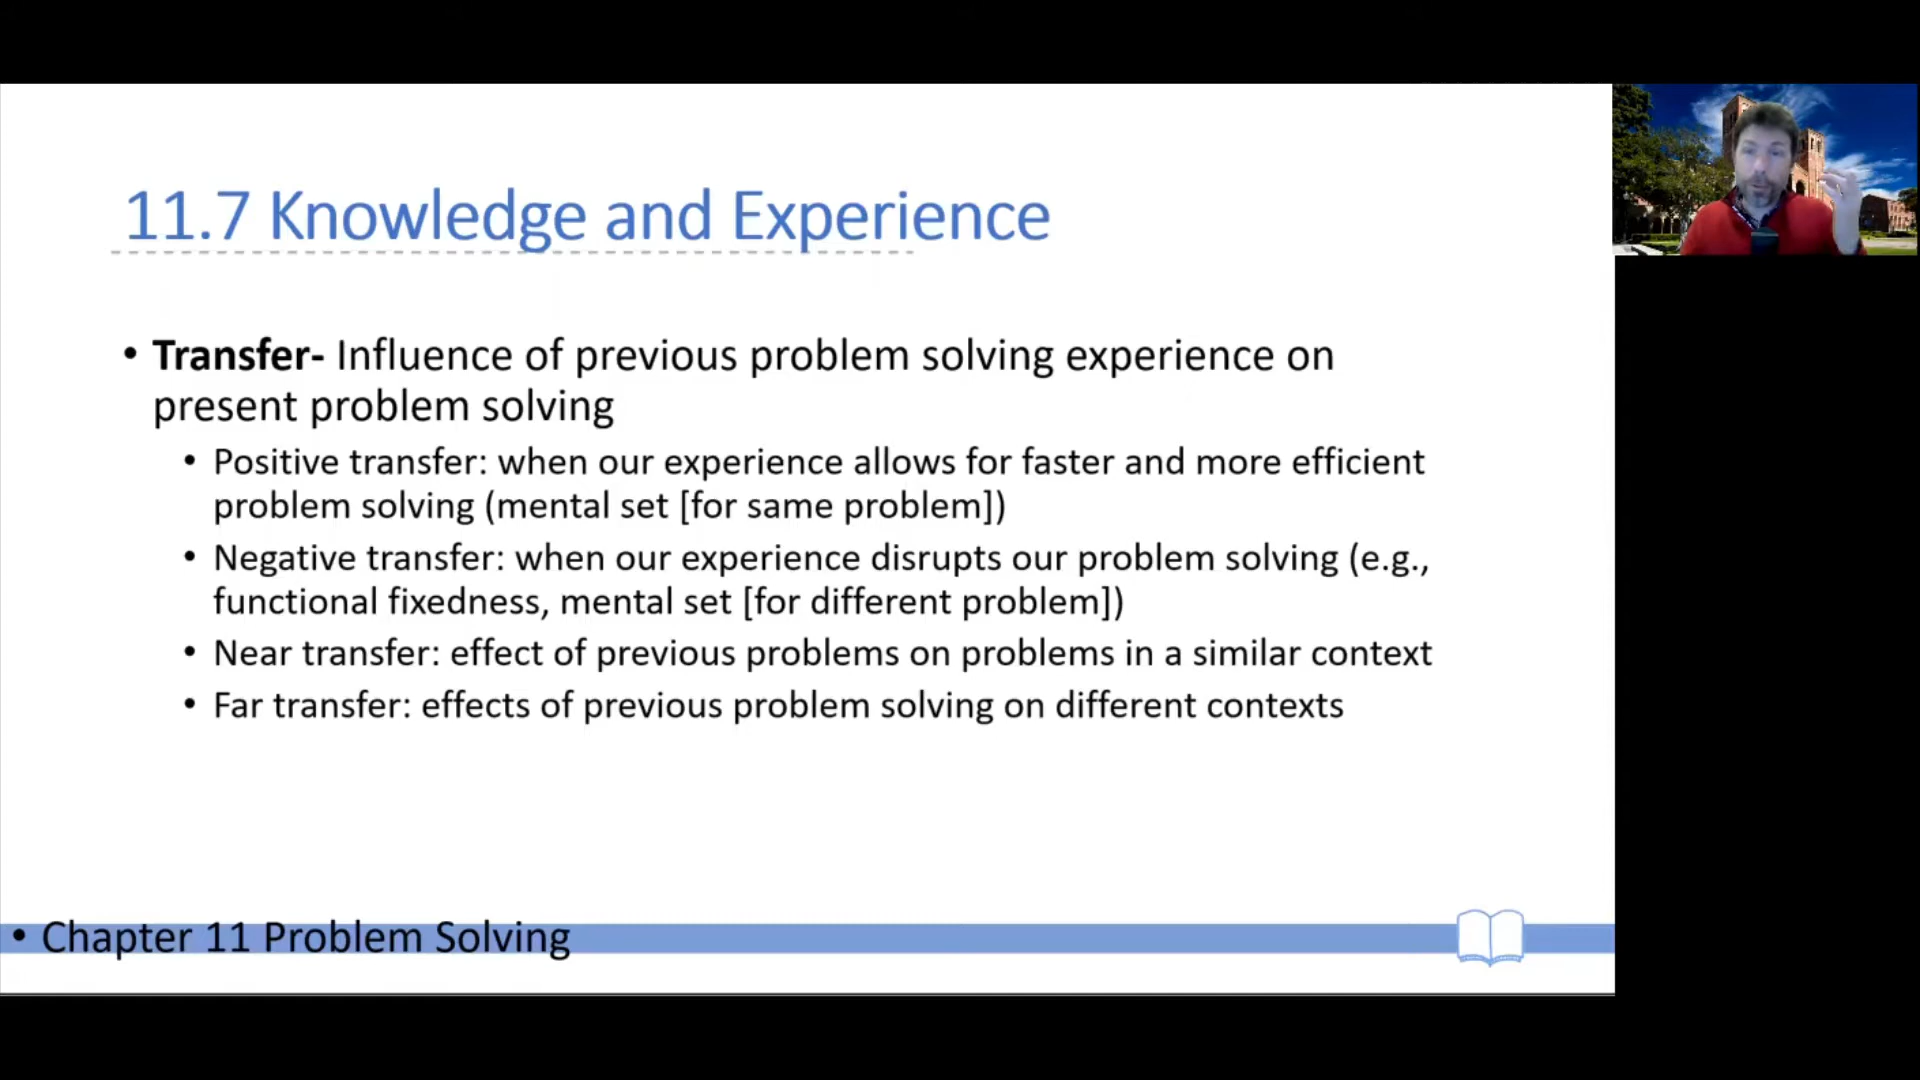 11.7 Knowledge and Experience
• Transfer- Influence of previous problem solving experience on
present problem solving
• Positive transfer: when our experience allows for faster and more efficient
problem solving (mental set [for same problem])
• Negative transfer: when our experience disrupts our problem solving (e.g.,
functional fixedness, mental set [for different problem])
• Near transfer: effect of previous problems on problems in a similar context
• Far transfer: effects of previous problem solving on different contexts
• Chapter 11 Problem Solving